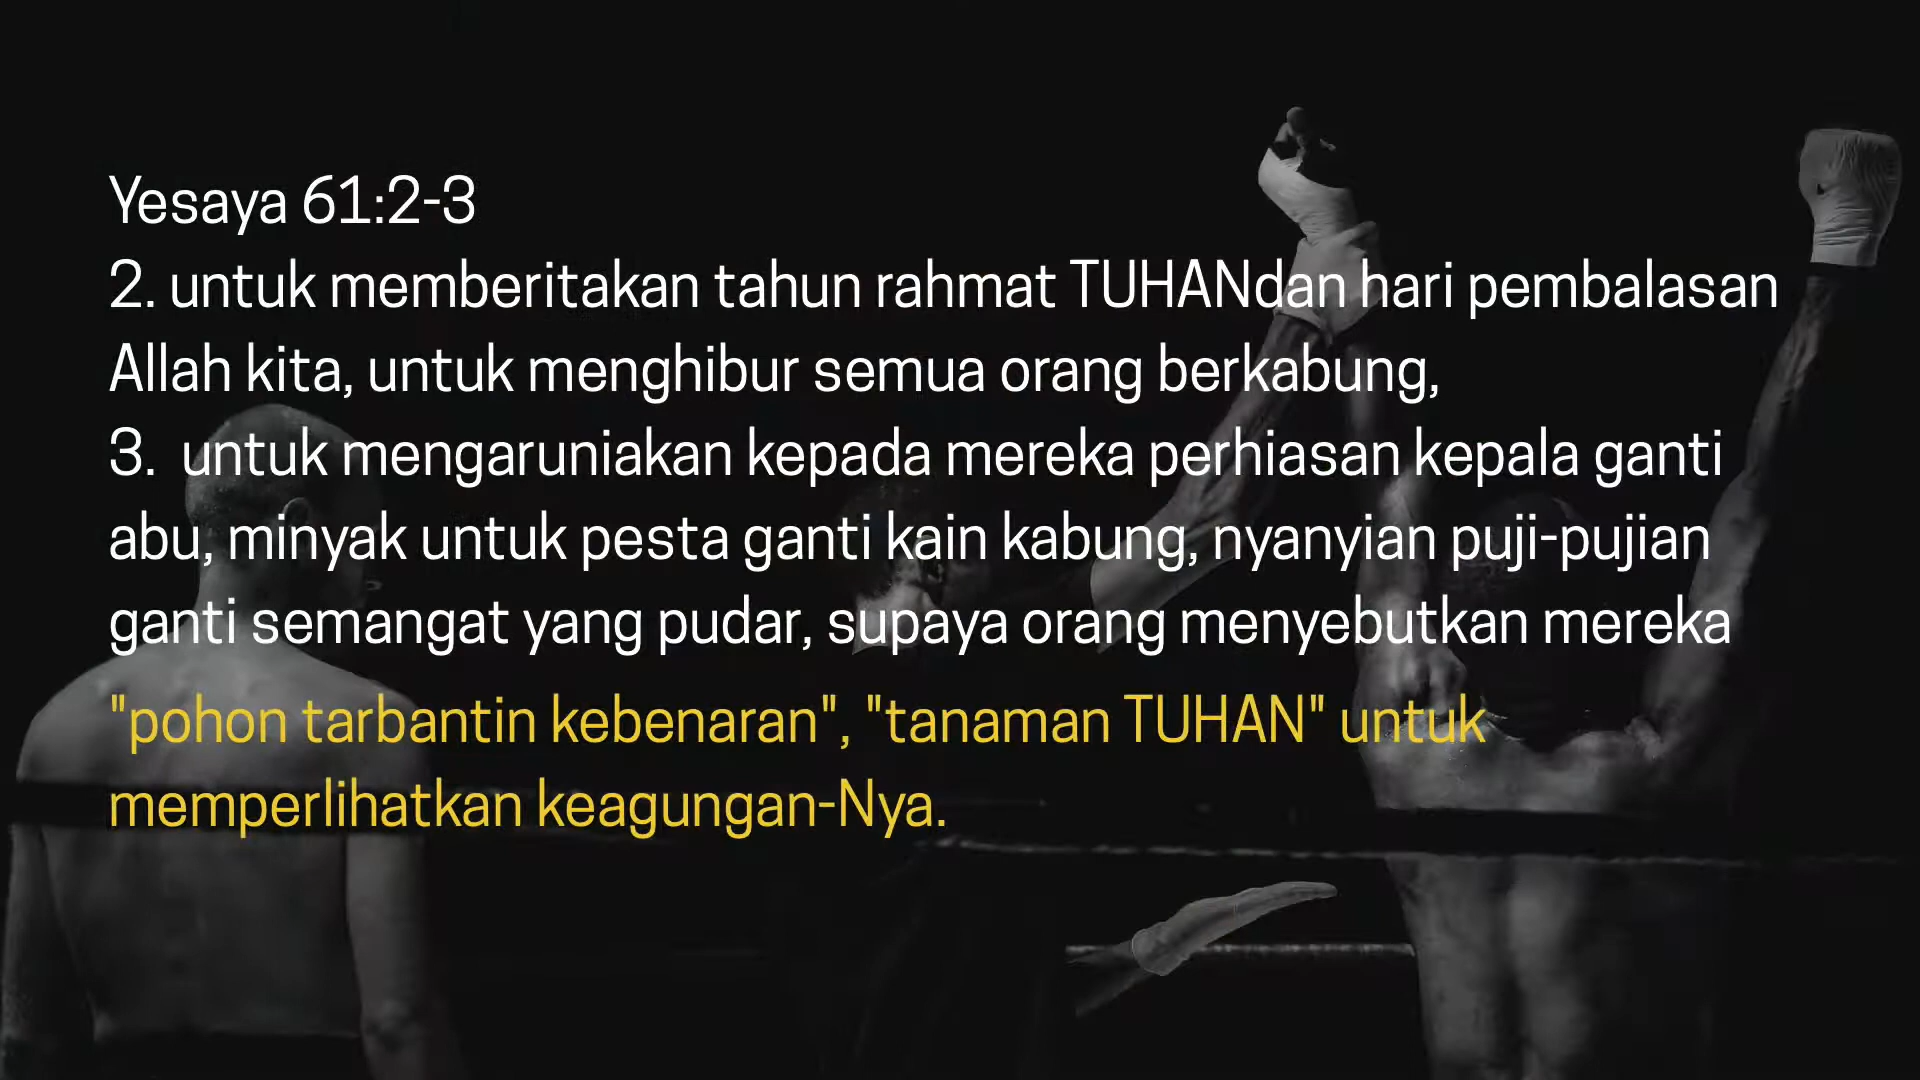 Yesaya 61:2-3
2. untuk memberitakan tahun rahmat TUHANdan hari pembalasan
Allah kita, untuk menghibur semua orang berkabung,
3. untuk mengaruniakan kepada mereka perhiasan kepala ganti
abu, minyak untuk pesta ganti kain kabung, nyanyian puji-pujian
ganti semangat yang pudar, supaya orang menyebutkan mereka
"pohon tarbantin kebenaran", "tanaman TUHAN" untuk
memperlihatkan keagungan-Nya.